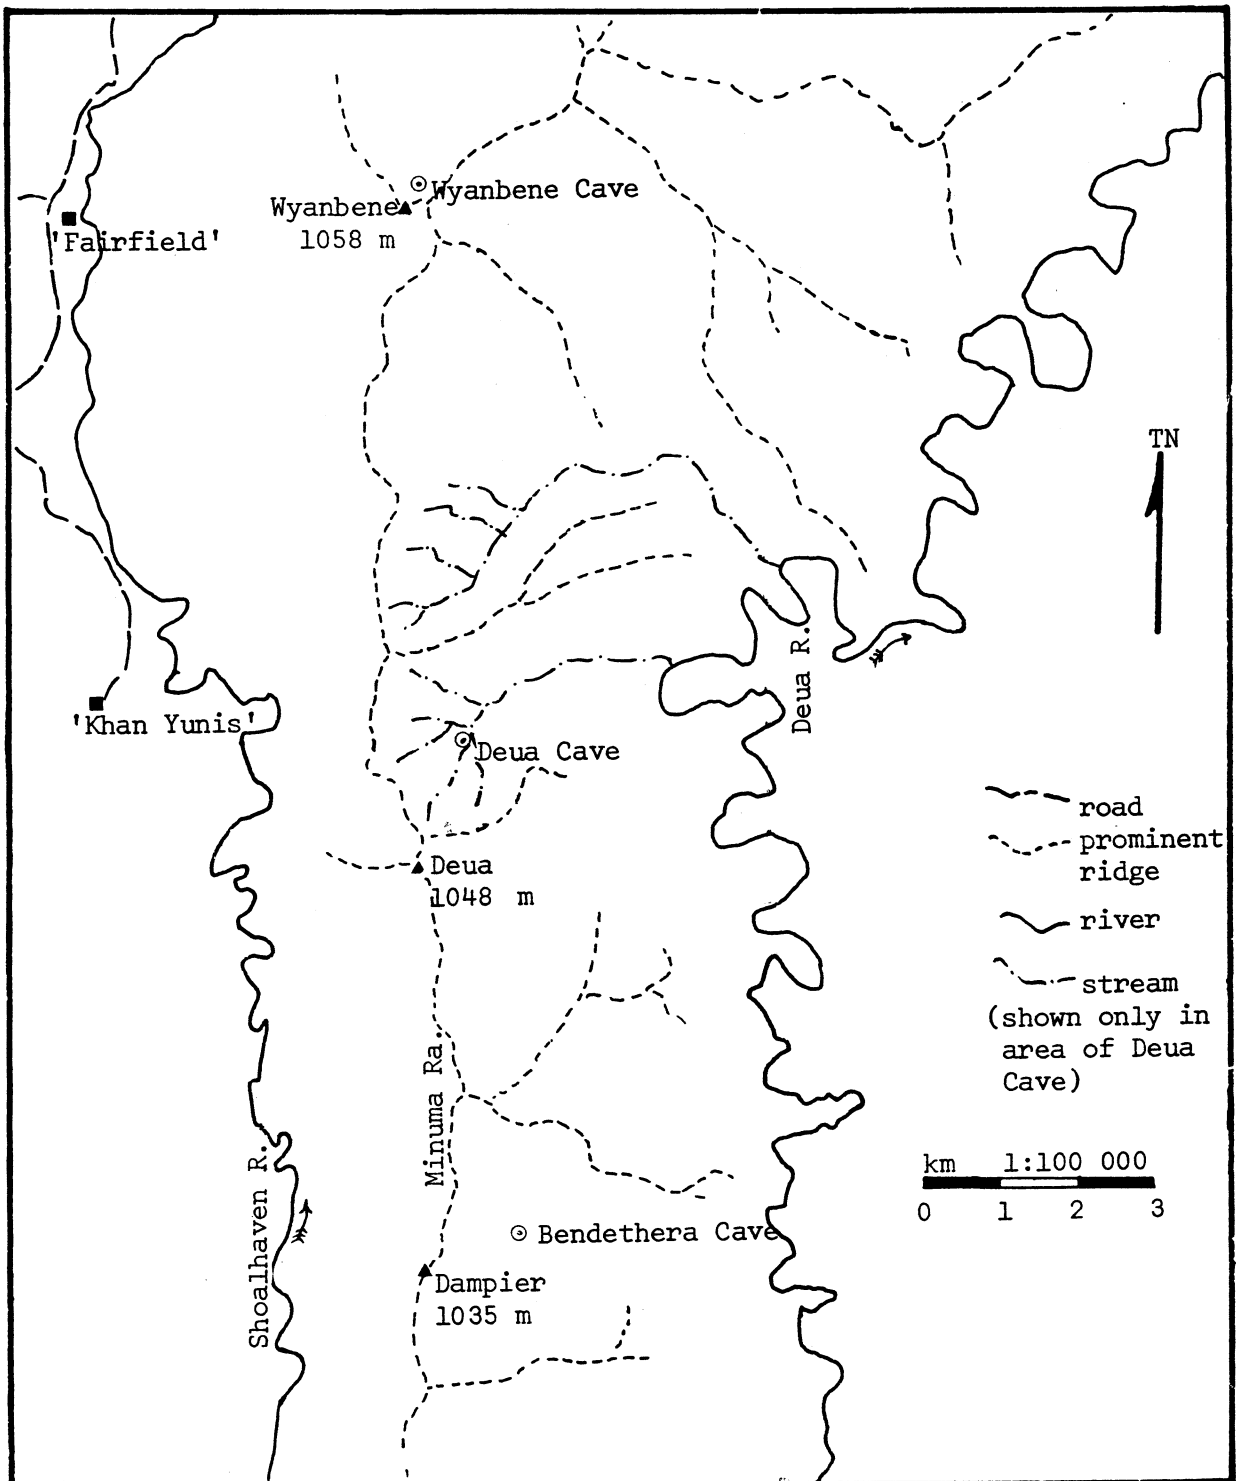 Wyanbene Cave
Wyanbene
1058 m
'Fairfield'
TN
Deua R.
'Khan Yunis'
Deua Cave
road
prominent
ridge
Deua
1048 m
river
stream
(shown only in
area of Deua
Cave)
Minuma Ra.
km 1:100 000
0 1 2 3
Shoalhaven R.
Bendethera Cave
Dampier
1035 m